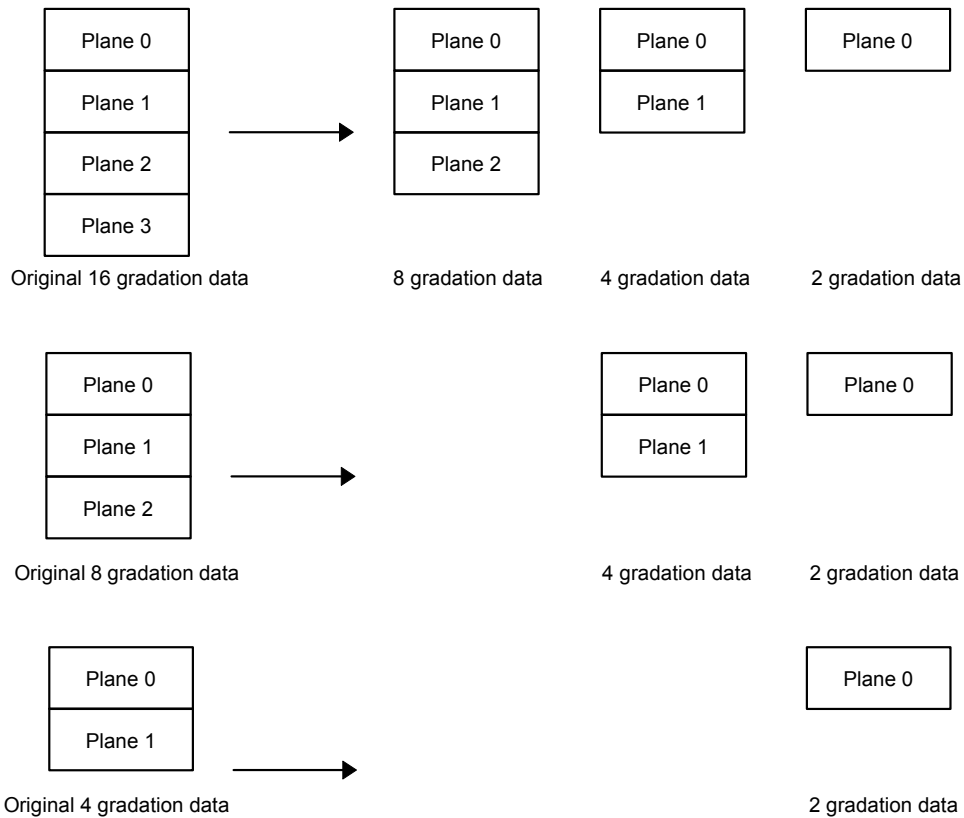 Plane 0
Plane 1
Plane 2
Plane 3
Original 16 gradation data
Plane 0
Plane 1
Plane 2
8 gradation data
Plane 0
Plane 1
4 gradation data
Plane 0
2 gradation data
Plane 0
Plane 1
Plane 2
Original 8 gradation data
Plane 0
Plane 1
4 gradation data
Plane 0
2 gradation data
Plane 0
Plane 1
Original 4 gradation data
Plane 0
2 gradation data